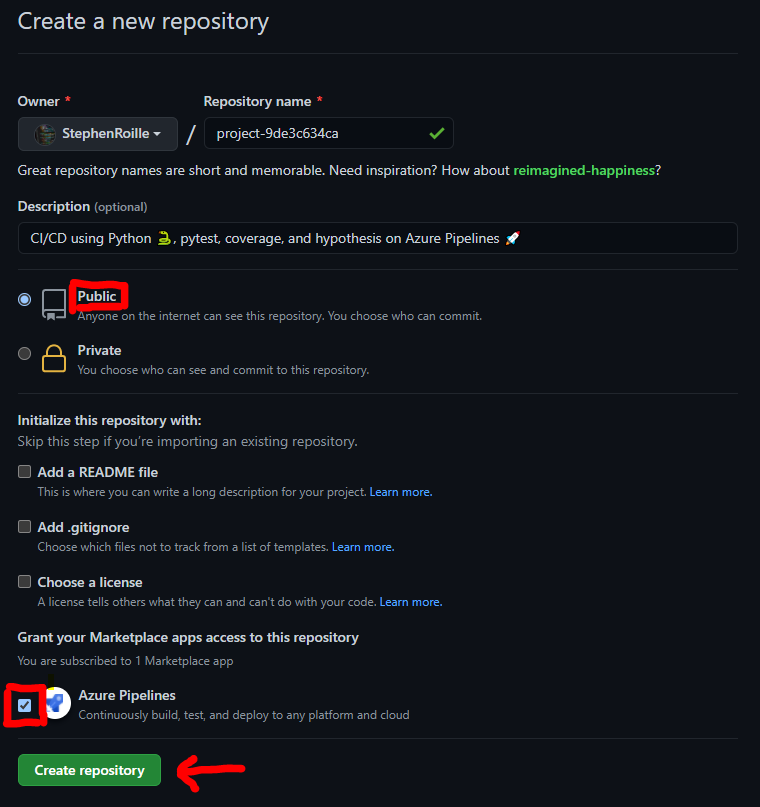 Create a new repository
Owner * Repository name *
StephenRoille / project-9de3c634ca
Great repository names are short and memorable. Need inspiration? How about reimagined-happiness?
Description (optional)
CI/CD using Python 🐍, pytest, coverage, and hypothesis on Azure Pipelines 🚀
Public
Anyone on the internet can see this repository. You choose who can commit.
Private
You choose who can see and commit to this repository.
Initialize this repository with:
Skip this step if you're importing an existing repository.
Add a README file
This is where you can write a long description for your project. Learn more.
Add .gitignore
Choose which files not to track from a list of templates. Learn more.
Choose a license
A license tells others what they can and can't do with your code. Learn more.
Grant your Marketplace apps access to this repository
You are subscribed to 1 Marketplace app
Azure Pipelines
Continuously build, test, and deploy to any platform and cloud
Create repository